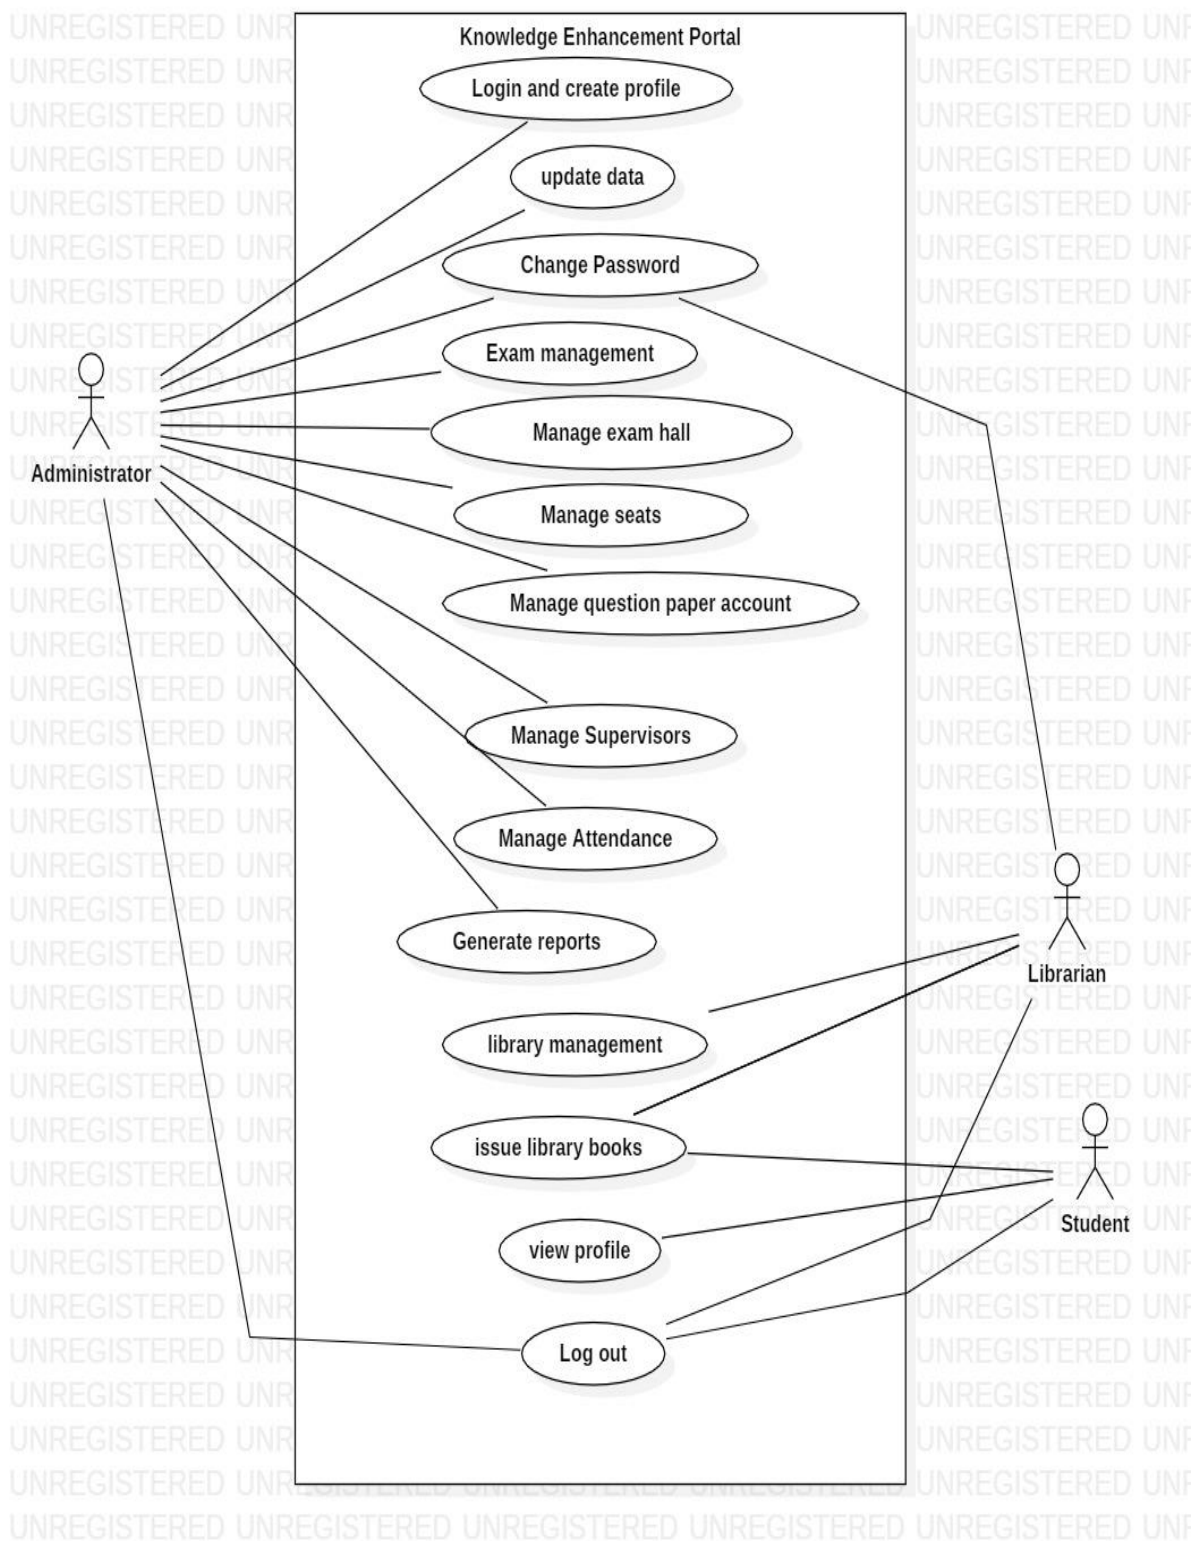 Knowledge Enhancement Portal
Login and create profile
update data
Change Password
Exam management
Manage exam hall
Administrator
Manage seats
Manage question paper account
Manage Supervisors
Manage Attendance
Generate reports
Librarian
library management
issue library books
Student
view profile
Log out
UNREGISTERED UNREGISTERED UNREGISTERED UNREGISTERED